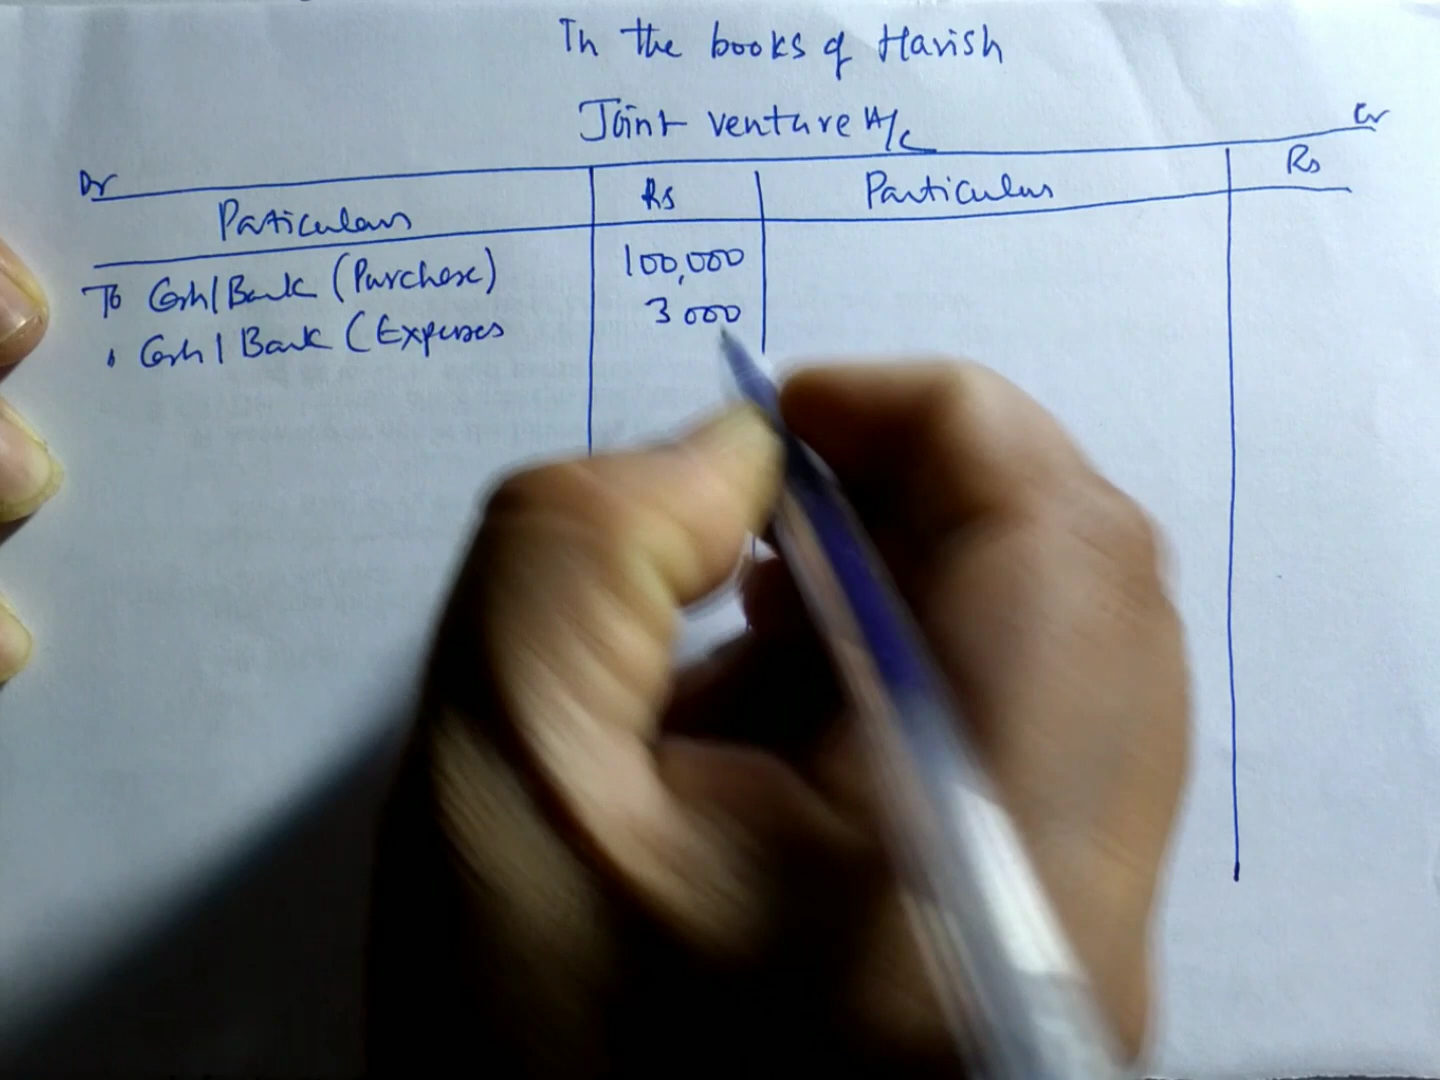 In the books of Harish
Joint venture A/c
Dr Cr
Paticulars Rs Particulars Rs
To Cash/Bank (Purchase) 100,000
" Cash/Bank (Expenses 3000